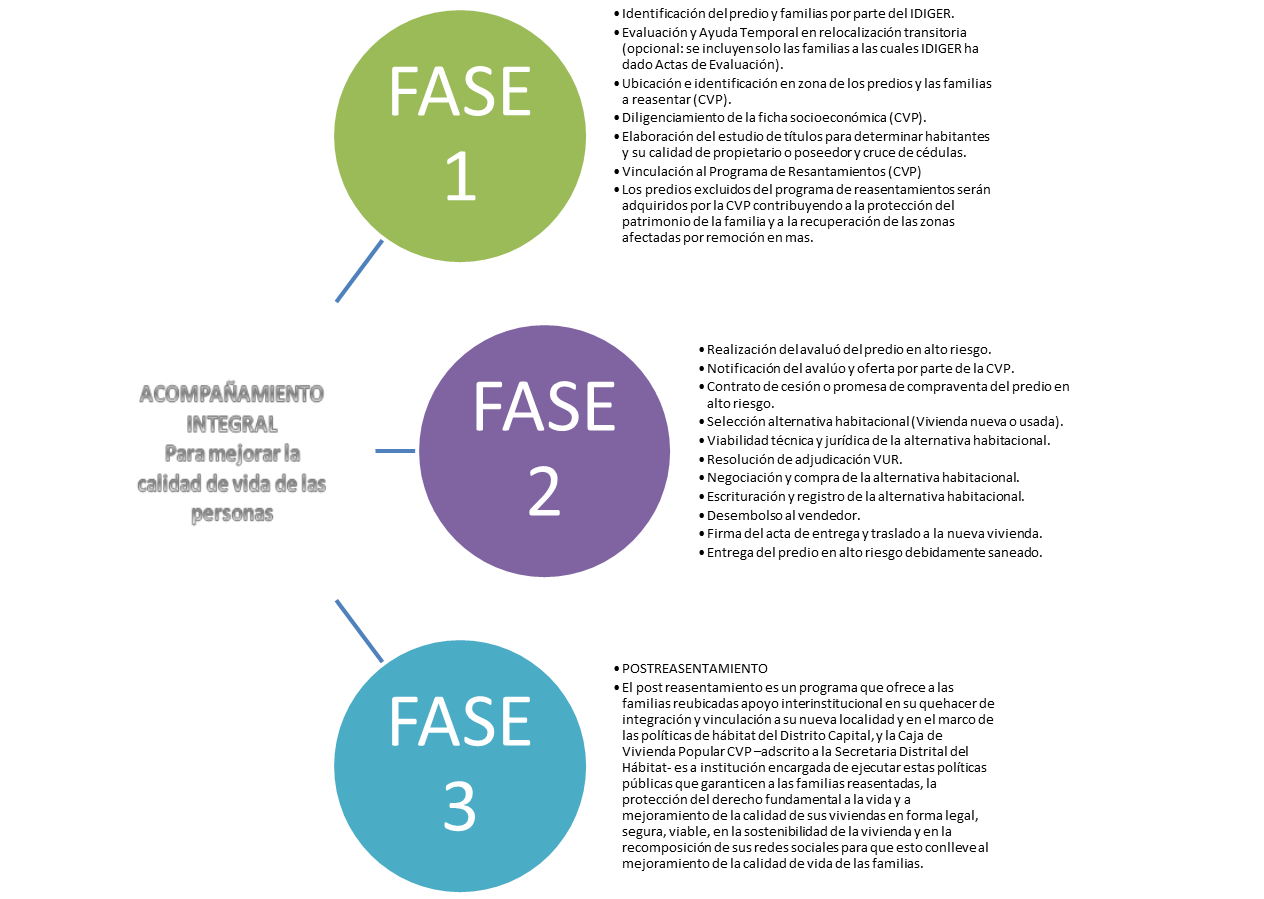 FASE
1
• Identificación del predio y familias por parte del IDIGER.
• Evaluación y Ayuda Temporal en relocalización transitoria
(opcional: se incluyen solo las familias a las cuales IDIGER ha
dado Actas de Evaluación).
• Ubicación e identificación en zona de los predios y las familias
a reasentar (CVP).
• Diligenciamiento de la ficha socioeconómica (CVP).
• Elaboración del estudio de títulos para determinar habitantes
y su calidad de propietario o poseedor y cruce de cédulas.
• Vinculación al Programa de Resantamientos (CVP)
• Los predios excluidos del programa de reasentamientos serán
adquiridos por la CVP contribuyendo a la protección del
patrimonio de la familia y a la recuperación de las zonas
afectadas por remoción en mas.
ACOMPAÑAMIENTO
INTEGRAL
Para mejorar la
calidad de vida de las
personas
FASE
2
• Realización del avaluó del predio en alto riesgo.
• Notificación del avalúo y oferta por parte de la CVP.
• Contrato de cesión o promesa de compraventa del predio en
alto riesgo.
• Selección alternativa habitacional (Vivienda nueva o usada).
• Viabilidad técnica y jurídica de la alternativa habitacional.
• Resolución de adjudicación VUR.
• Negociación y compra de la alternativa habitacional.
• Escrituración y registro de la alternativa habitacional.
• Desembolso al vendedor.
• Firma del acta de entrega y traslado a la nueva vivienda.
• Entrega del predio en alto riesgo debidamente saneado.
FASE
3
• POSTREASENTAMIENTO
• El post reasentamiento es un programa que ofrece a las
familias reubicadas apoyo interinstitucional en su quehacer de
integración y vinculación a su nueva localidad y en el marco de
las políticas de hábitat del Distrito Capital, y la Caja de
Vivienda Popular CVP –adscrito a la Secretaria Distrital del
Hábitat- es a institución encargada de ejecutar estas políticas
públicas que garanticen a las familias reasentadas, la
protección del derecho fundamental a la vida y a
mejoramiento de la calidad de sus viviendas en forma legal,
segura, viable, en la sostenibilidad de la vivienda y en la
recomposición de sus redes sociales para que esto conlleve al
mejoramiento de la calidad de vida de las familias.